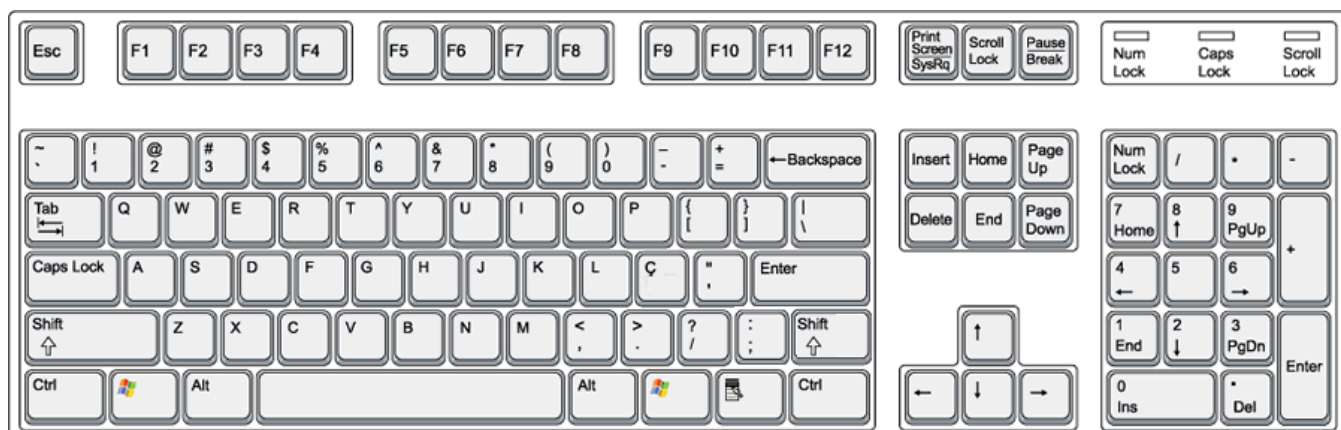 Esc F1 F2 F3 F4 F5 F6 F7 F8 F9 F10 F11 F12 Print Screen SysRq Scroll Lock Pause Break Num Lock Caps Lock Scroll Lock
~ ` ! 1 @ 2 # 3 $ 4 % 5 ^ 6 & 7 * 8 ( 9 ) 0 _ - + = ←Backspace Insert Home Page Up Num Lock / * -
Tab Q W E R T Y U I O P { [ } ] | \ Delete End Page Down 7 Home 8 ↑ 9 PgUp +
Caps Lock A S D F G H J K L Ç " , Enter 4 ← 5 6 →
Shift Z X C V B N M < , > . ? / : ; Shift ↑ 1 End 2 ↓ 3 PgDn Enter
Ctrl Alt Alt Ctrl ← ↓ → 0 Ins . Del